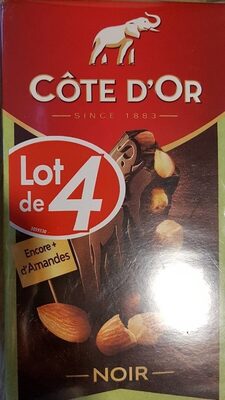 CÔTE D'OR
SINCE 1883
Lot
de 4
Encore +
d'Amandes
NOIR